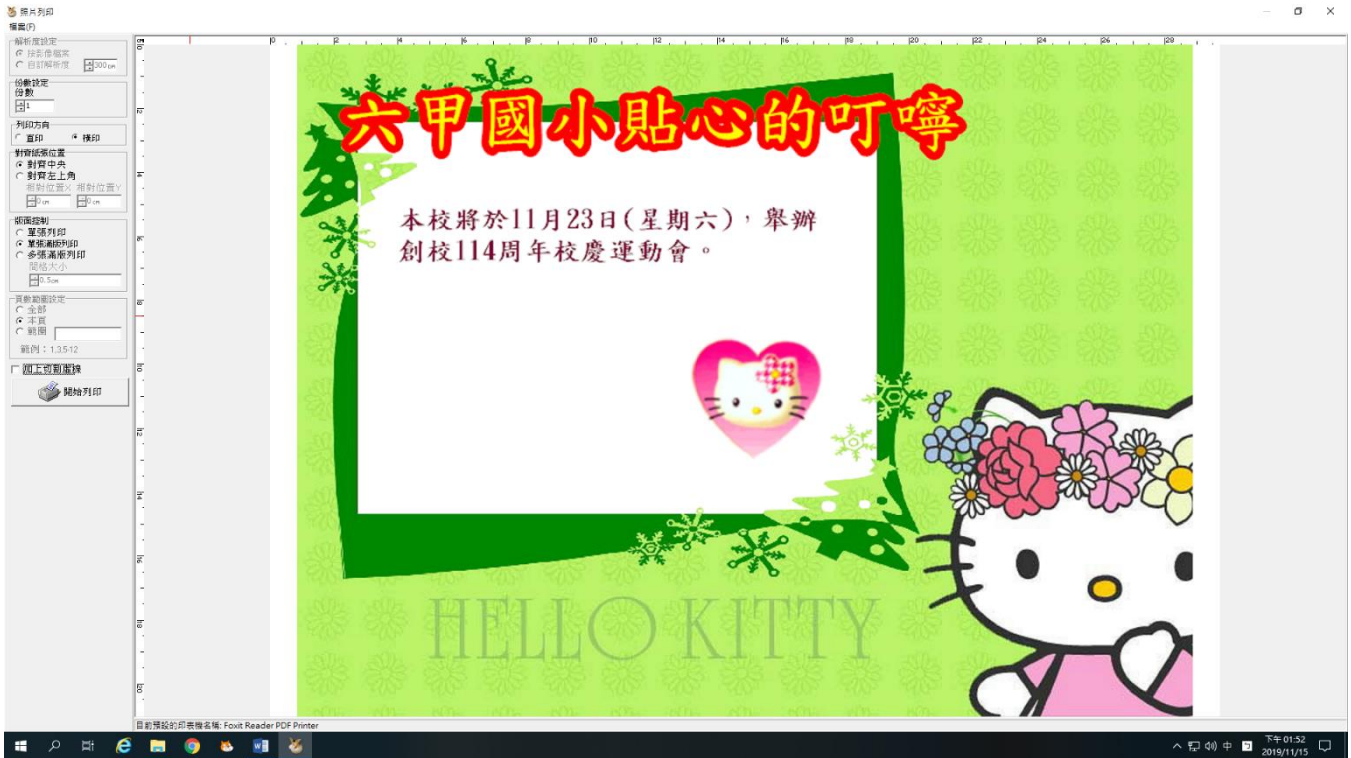 照片列印
檔案(F)
解析度設定
按影像檔案
自訂解析度 300 cm
份數設定
份數
1
列印方向
直印 橫印
對齊紙張位置
對齊中央
對齊左上角
相對位置X 相對位置Y
0 cm 0 cm
版面控制
單張列印
單張滿版列印
多張滿版列印
間格大小
0.5cm
頁數範圍設定
全部
本頁
範圍
範例：1,3,5-12
加上切割虛線
開始列印
六甲國小貼心的叮嚀
本校將於11月23日(星期六)，舉辦
創校114周年校慶運動會。
HELLO KITTY
目前預設的印表機名稱: Foxit Reader PDF Printer
中
下午 01:52
2019/11/15